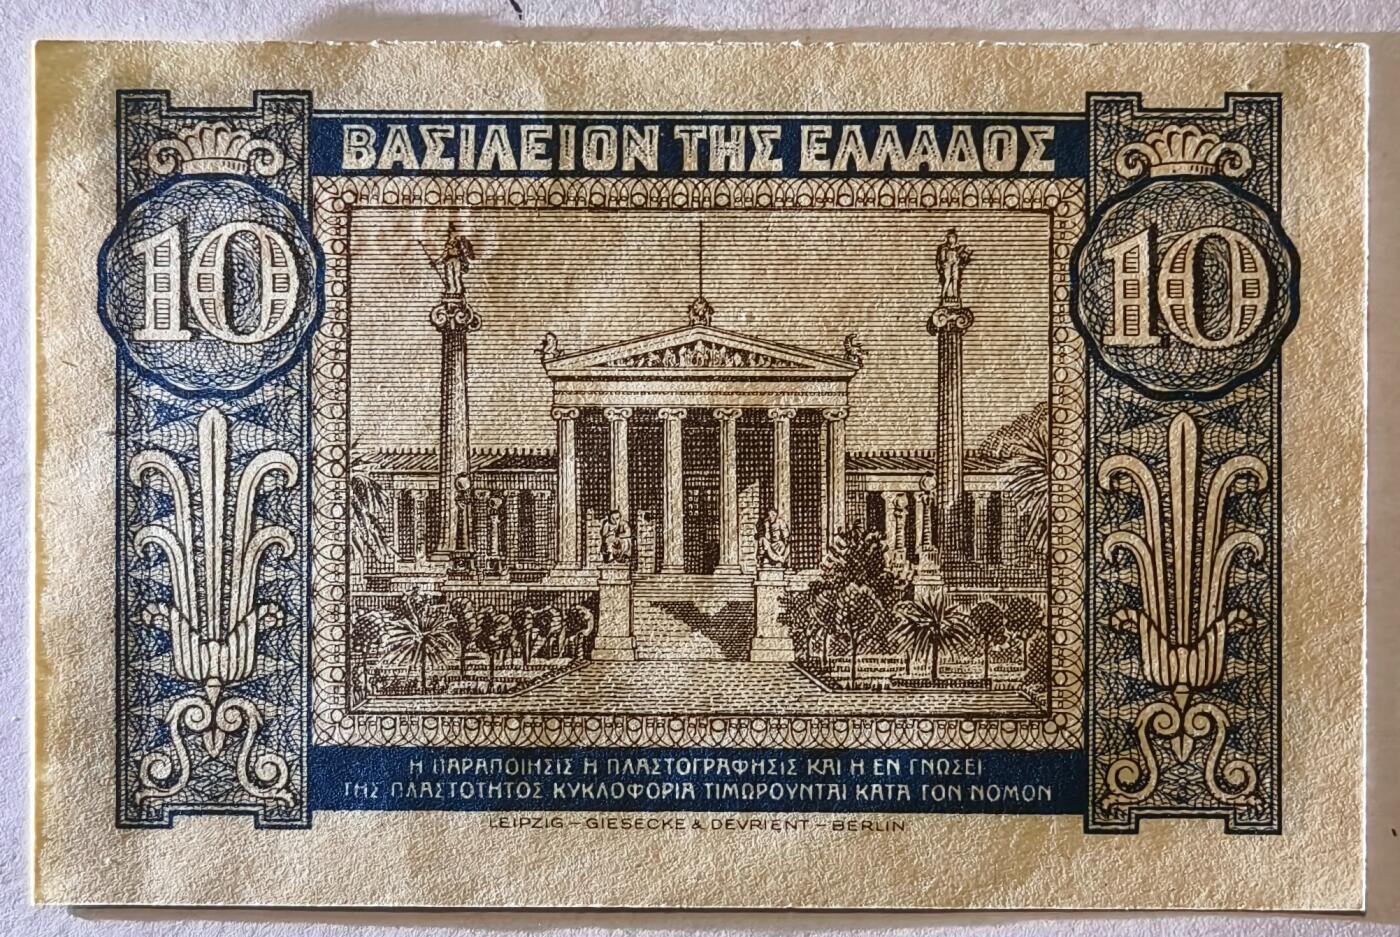 ΒΑΣΙΛΕΙΟΝ ΤΗΣ ΕΛΛΑΔΟΣ
10 10
Η ΠΑΡΑΠΟΙΗΣΙΣ Η ΠΛΑΣΤΟΓΡΑΦΗΣΙΣ ΚΑΙ Η ΕΝ ΓΝΩΣΕΙ
ΤΗΣ ΠΛΑΣΤΟΤΗΤΟΣ ΚΥΚΛΟΦΟΡΙΑ ΤΙΜΩΡΟΥΝΤΑΙ ΚΑΤΑ ΤΟΝ ΝΟΜΟΝ
LEIPZIG – GIESECKE & DEVRIENT – BERLIN